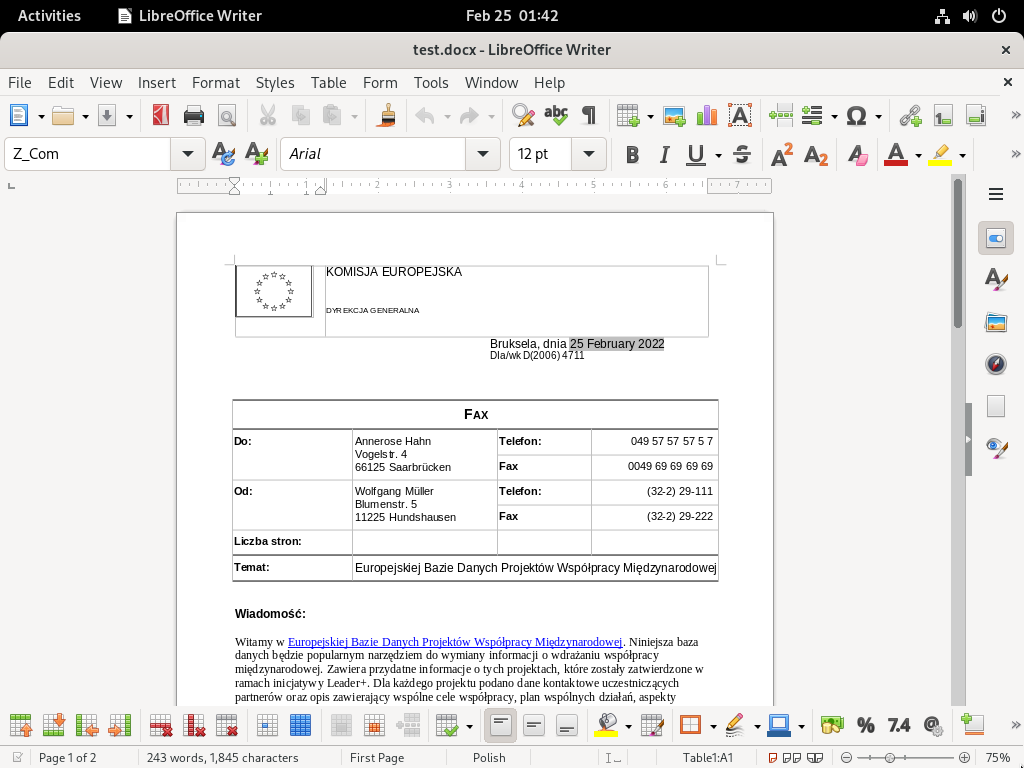 Activities
LibreOffice Writer
Feb 25 01:42
test.docx - LibreOffice Writer
File Edit View Insert Format Styles Table Form Tools Window Help
Z_Com
Arial
12 pt
1 1 2 3 4 5 6 7
KOMISJA EUROPEJSKA
DYREKCJA GENERALNA
Bruksela, dnia 25 February 2022
Dla/wk D(2006) 4711
FAX
Do: Annerose Hahn Telefon: 049 57 57 57 5 7
Vogelstr. 4
66125 Saarbrücken Fax 0049 69 69 69 69
Od: Wolfgang Müller Telefon: (32-2) 29-111
Blumenstr. 5
11225 Hundshausen Fax (32-2) 29-222
Liczba stron:
Temat: Europejskiej Bazie Danych Projektów Współpracy Międzynarodowej
Wiadomość:
Witamy w Europejskiej Bazie Danych Projektów Współpracy Międzynarodowej. Niniejsza baza
danych będzie popularnym narzędziem do wymiany informacji o wdrażaniu współpracy
międzynarodowej. Zawiera przydatne informacje o tych projektach, które zostały zatwierdzone w
ramach inicjatywy Leader+. Dla każdego projektu podano dane kontaktowe uczestniczących
partnerów oraz opis zawierający wspólne cele współpracy, plan wspólnych działań, aspekty
Page 1 of 2
243 words, 1,845 characters
First Page
Polish
Table1:A1
75%